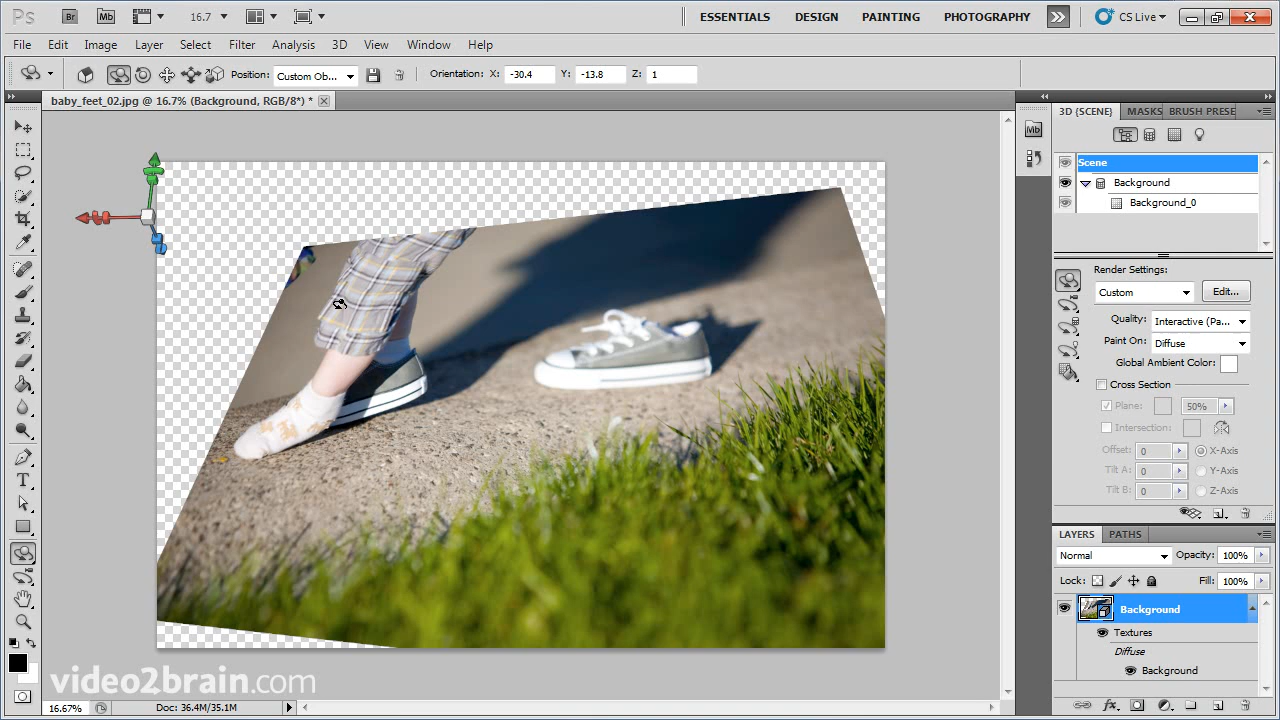 Ps Br Mb 16.7 ESSENTIALS DESIGN PAINTING PHOTOGRAPHY CS Live
File Edit Image Layer Select Filter Analysis 3D View Window Help
Position: Custom Ob... Orientation: X: -30.4 Y: -13.8 Z: 1
baby_feet_02.jpg @ 16.7% (Background, RGB/8*) *
3D {SCENE} MASKS BRUSH PRESE
Mb
Scene
Background
Background_0
Render Settings:
Custom Edit...
Quality: Interactive (Pa...
Paint On: Diffuse
Global Ambient Color:
Cross Section
Plane: 50%
Intersection:
Offset: 0 X-Axis
Tilt A: 0 Y-Axis
Tilt B: 0 Z-Axis
LAYERS PATHS
Normal Opacity: 100%
Lock: Fill: 100%
Background
Textures
Diffuse
Background
video2brain.com
16.67% Doc: 36.4M/35.1M